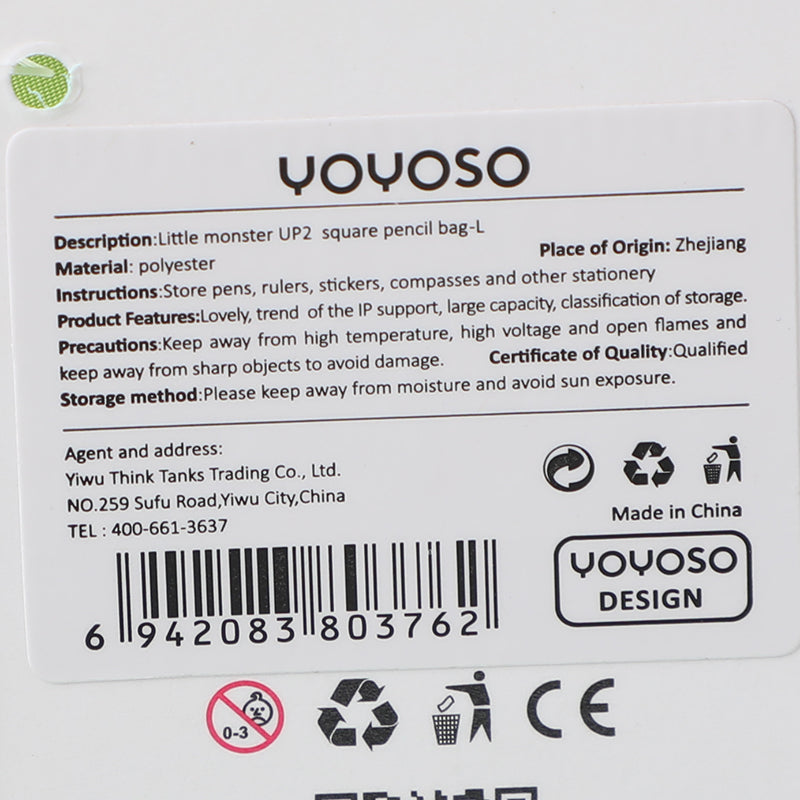 YOYOSO
Description:Little monster UP2 square pencil bag-L
Material: polyester Place of Origin: Zhejiang
Instructions:Store pens, rulers, stickers, compasses and other stationery
Product Features:Lovely, trend of the IP support, large capacity, classification of storage.
Precautions:Keep away from high temperature, high voltage and open flames and
keep away from sharp objects to avoid damage. Certificate of Quality:Qualified
Storage method:Please keep away from moisture and avoid sun exposure.
Agent and address:
Yiwu Think Tanks Trading Co., Ltd.
NO.259 Sufu Road,Yiwu City,China
TEL : 400-661-3637
Made in China
YOYOSO
DESIGN
6 942083 803762
0-3
CE